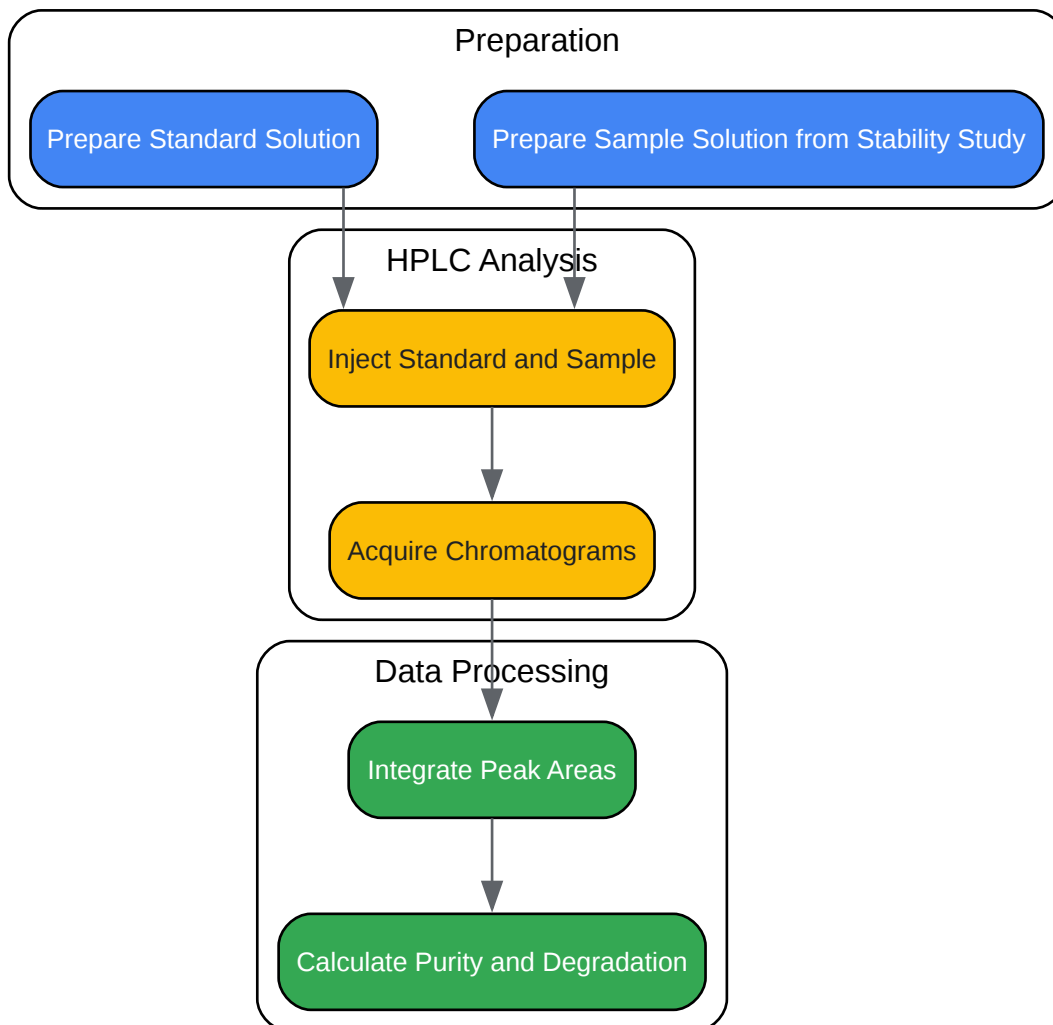 Preparation
Prepare Standard Solution
Prepare Sample Solution from Stability Study
HPLC Analysis
Inject Standard and Sample
Acquire Chromatograms
Data Processing
Integrate Peak Areas
Calculate Purity and Degradation